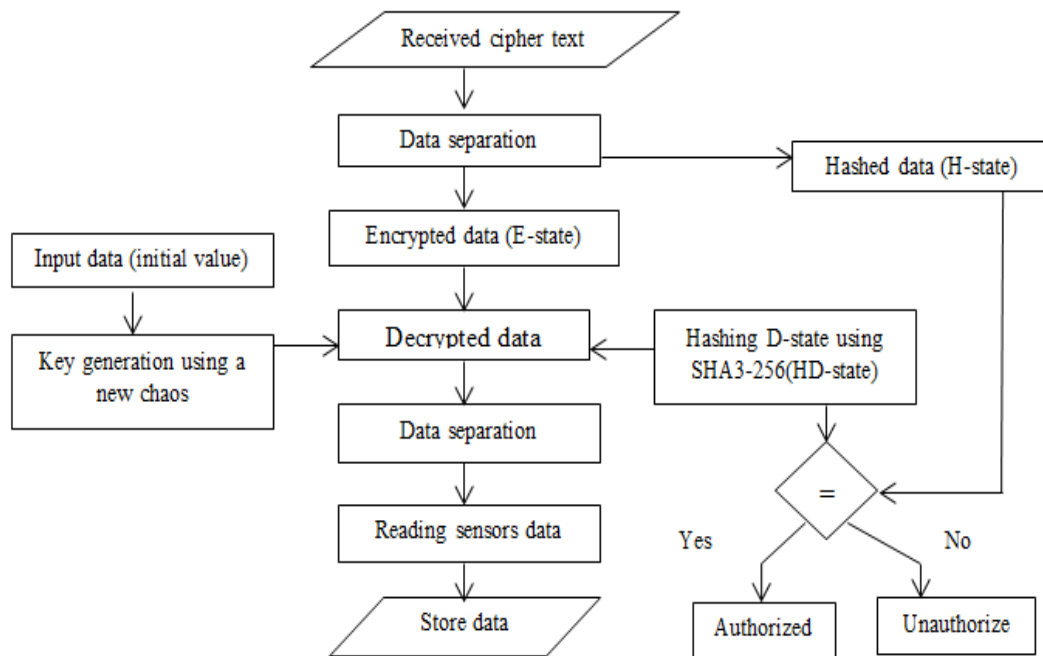 Received cipher text
Data separation
Hashed data (H-state)
Encrypted data (E-state)
Input data (initial value)
Decrypted data
Hashing D-state using
SHA3-256(HD-state)
Key generation using a
new chaos
Data separation
=
Reading sensors data
Yes
No
Store data
Authorized
Unauthorize